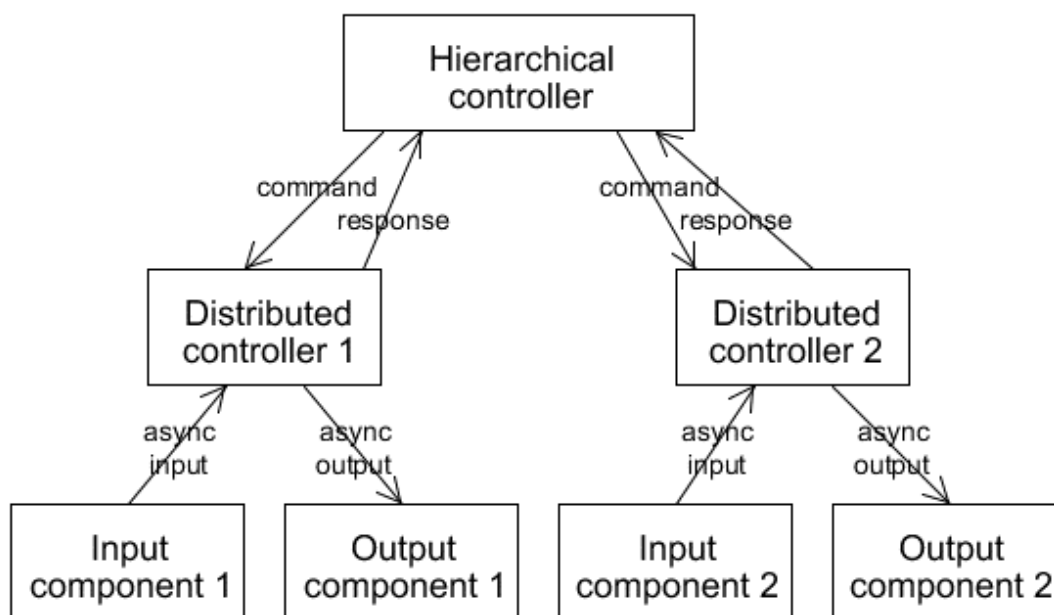 Hierarchical
controller
command
response
command
response
Distributed
controller 1
Distributed
controller 2
async
input
async
output
async
input
async
output
Input
component 1
Output
component 1
Input
component 2
Output
component 2